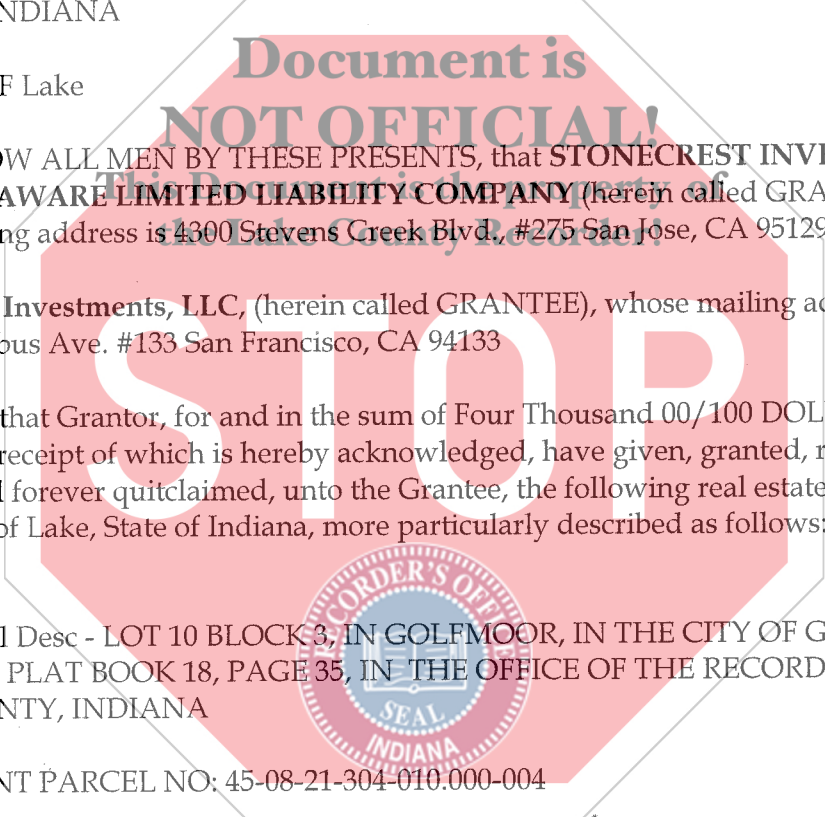 NDIANA
Document is
F Lake
NOT OFFICIAL!
OW ALL MEN BY THESE PRESENTS, that STONECREST INVE
This Document is the property of
AWARE LIMITED LIABILITY COMPANY (herein called GRA
the Lake County Recorder!
ng address is 4300 Stevens Creek Blvd., #275 San Jose, CA 95129
Investments, LLC, (herein called GRANTEE), whose mailing ad
bus Ave. #133 San Francisco, CA 94133
STOP
that Grantor, for and in the sum of Four Thousand 00/100 DOL
receipt of which is hereby acknowledged, have given, granted, r
forever quitclaimed, unto the Grantee, the following real estate
of Lake, State of Indiana, more particularly described as follows:
RECORDER'S OFFICE
l Desc - LOT 10 BLOCK 3, IN GOLFMOOR, IN THE CITY OF G
PLAT BOOK 18, PAGE 35, IN THE OFFICE OF THE RECORD
NTY, INDIANA
SEAL
INDIANA
NT PARCEL NO: 45-08-21-304-010.000-004